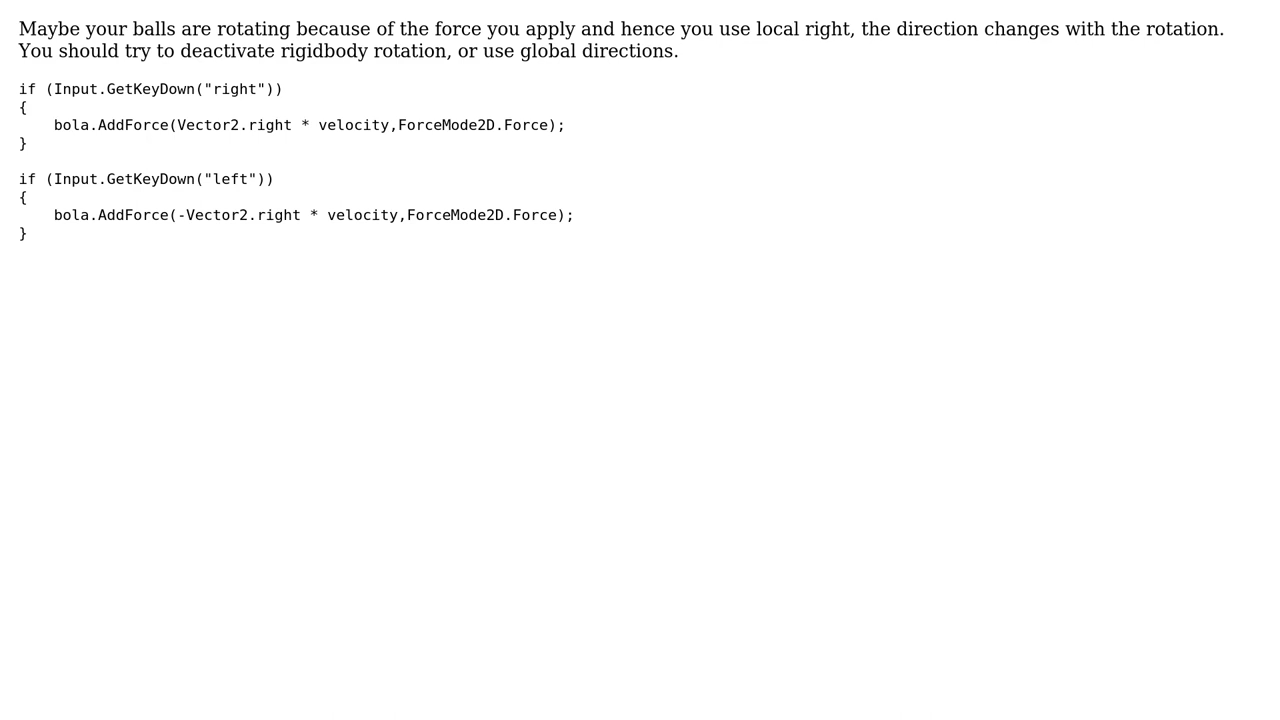 Maybe your balls are rotating because of the force you apply and hence you use local right, the direction changes with the rotation.
You should try to deactivate rigidbody rotation, or use global directions.
if (Input.GetKeyDown("right"))
{
    bola.AddForce(Vector2.right * velocity,ForceMode2D.Force);
}
if (Input.GetKeyDown("left"))
{
    bola.AddForce(-Vector2.right * velocity,ForceMode2D.Force);
}